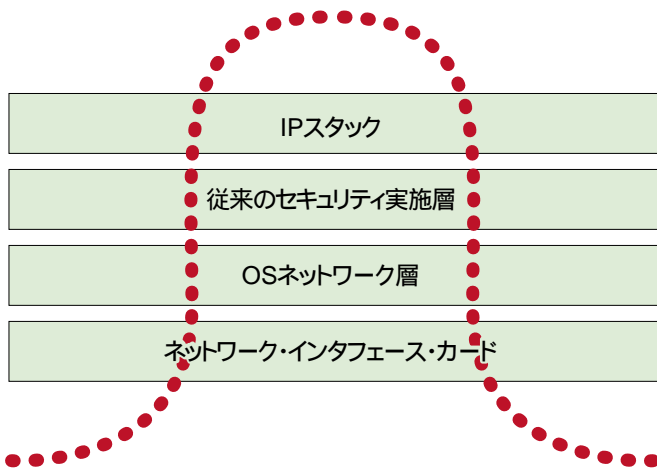 IPスタック
従来のセキュリティ実施層
OSネットワーク層
ネットワーク・インタフェース・カード